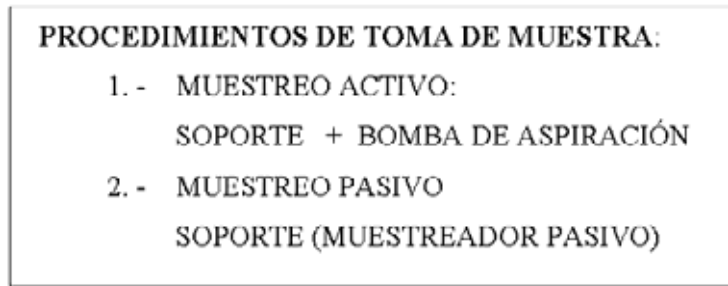 PROCEDIMIENTOS DE TOMA DE MUESTRA:
1. - MUESTREO ACTIVO:
SOPORTE + BOMBA DE ASPIRACIÓN
2. - MUESTREO PASIVO
SOPORTE (MUESTREADOR PASIVO)